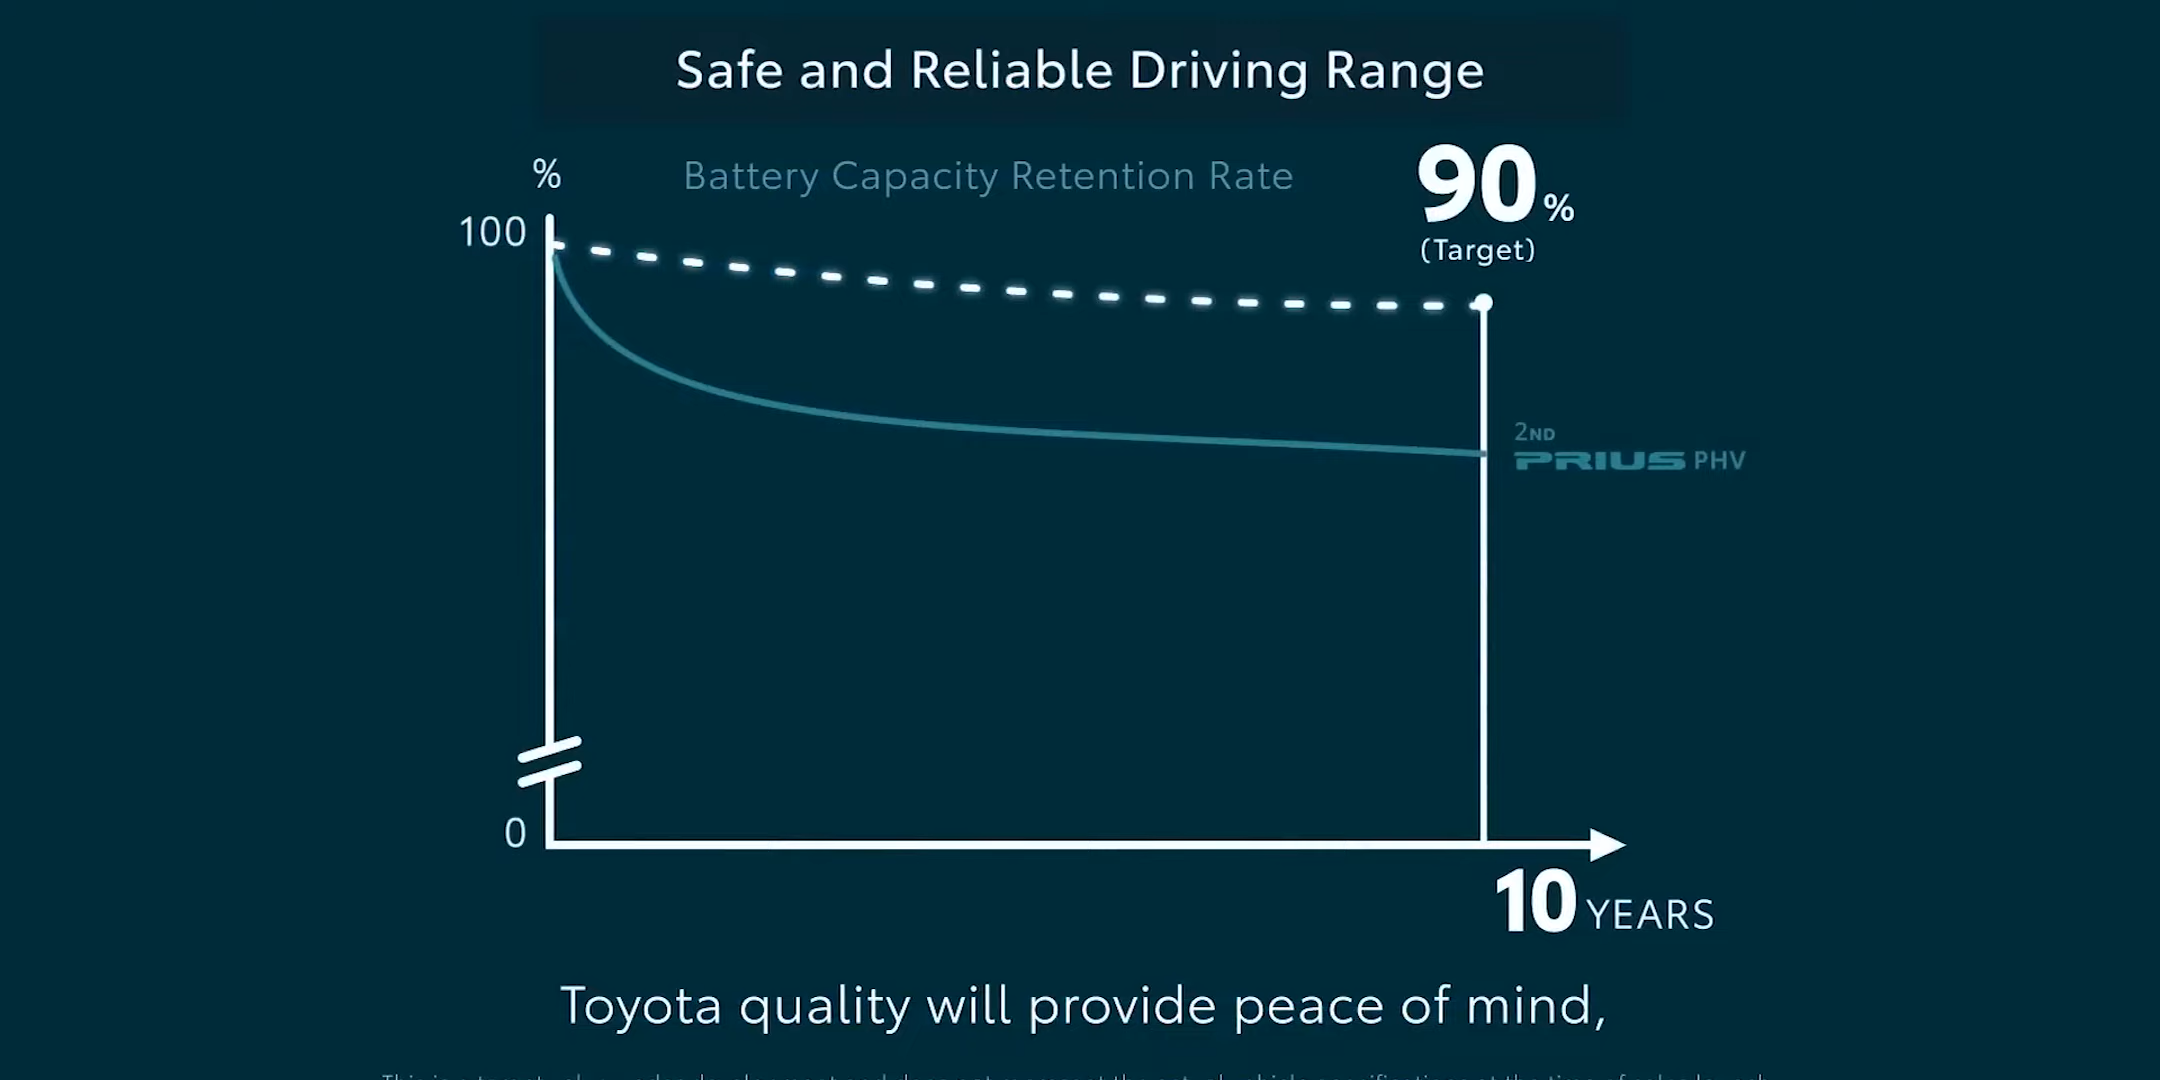 Safe and Reliable Driving Range
%
Battery Capacity Retention Rate
90%
(Target)
100
2ND
PRIUS PHV
0
10 YEARS
Toyota quality will provide peace of mind,